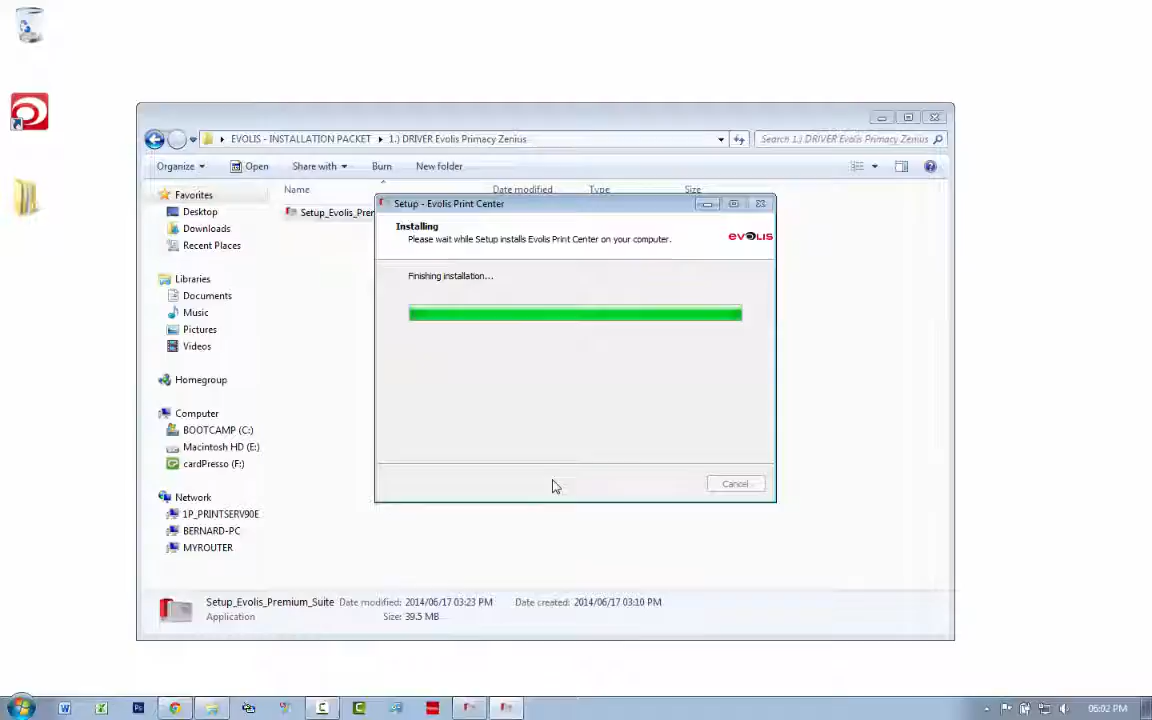 EVOLIS - INSTALLATION PACKET
1.) DRIVER Evolis Primacy Zenius
Search 1.) DRIVER Evolis Primacy Zenius
Organize
Open
Share with
Burn
New folder
Favorites
Desktop
Downloads
Recent Places
Libraries
Documents
Music
Pictures
Videos
Homegroup
Computer
BOOTCAMP (C:)
Macintosh HD (E:)
cardPresso (F:)
Network
1P_PRINTSERV90E
BERNARD-PC
MYROUTER
Name
Date modified
Type
Size
Setup_Evolis_Prem
Setup - Evolis Print Center
Installing
Please wait while Setup installs Evolis Print Center on your computer.
evolis
Finishing installation...
Cancel
Setup_Evolis_Premium_Suite Date modified: 2014/06/17 03:23 PM Date created: 2014/06/17 03:10 PM
Application Size: 39.5 MB
06:02 PM